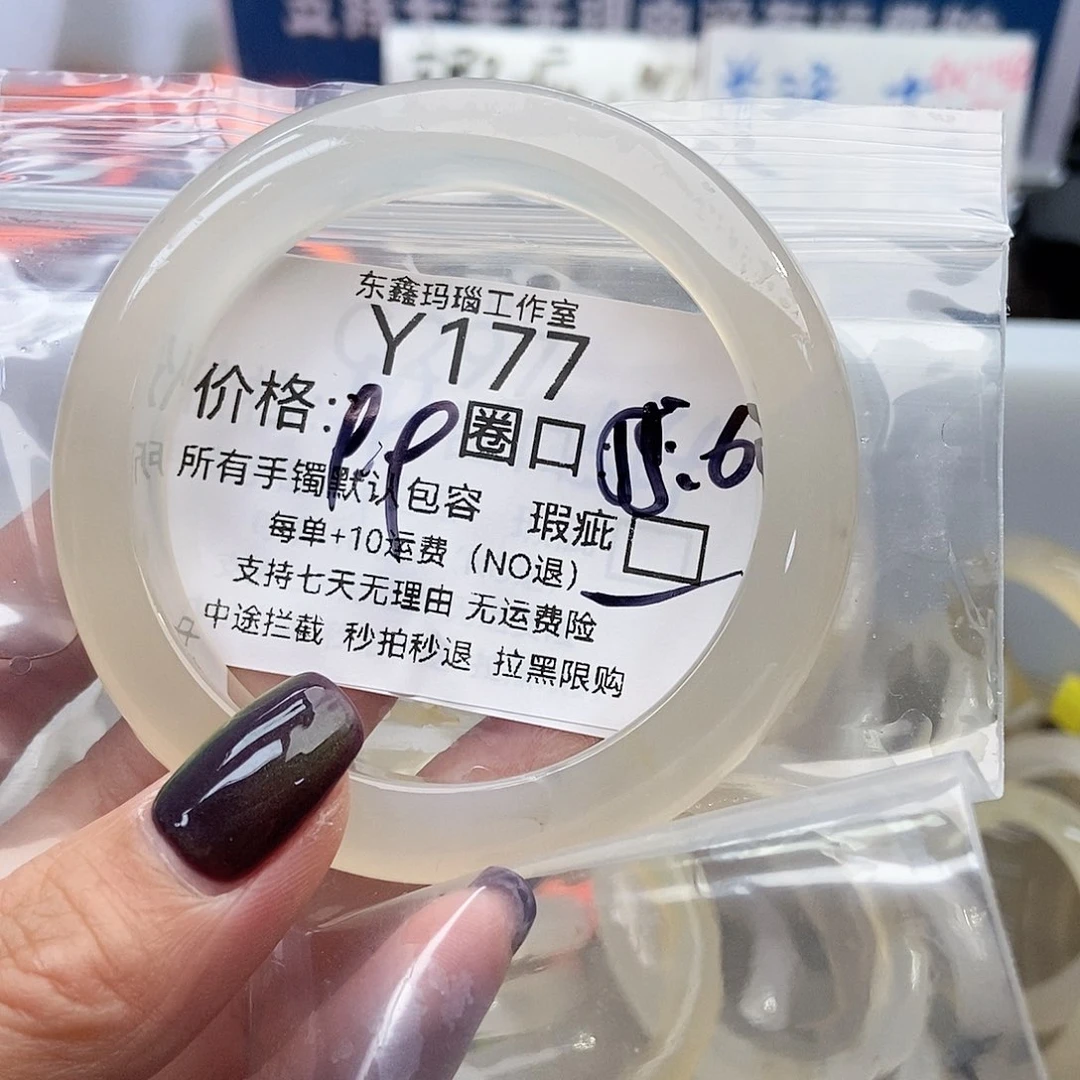 东鑫玛瑙工作室
Y177
价格:PP 圈口 .6
所有手镯默认包容 瑕疵
每单+10运费（NO退）
支持七天无理由 无运费险
中途拦截 秒拍秒退 拉黑限购